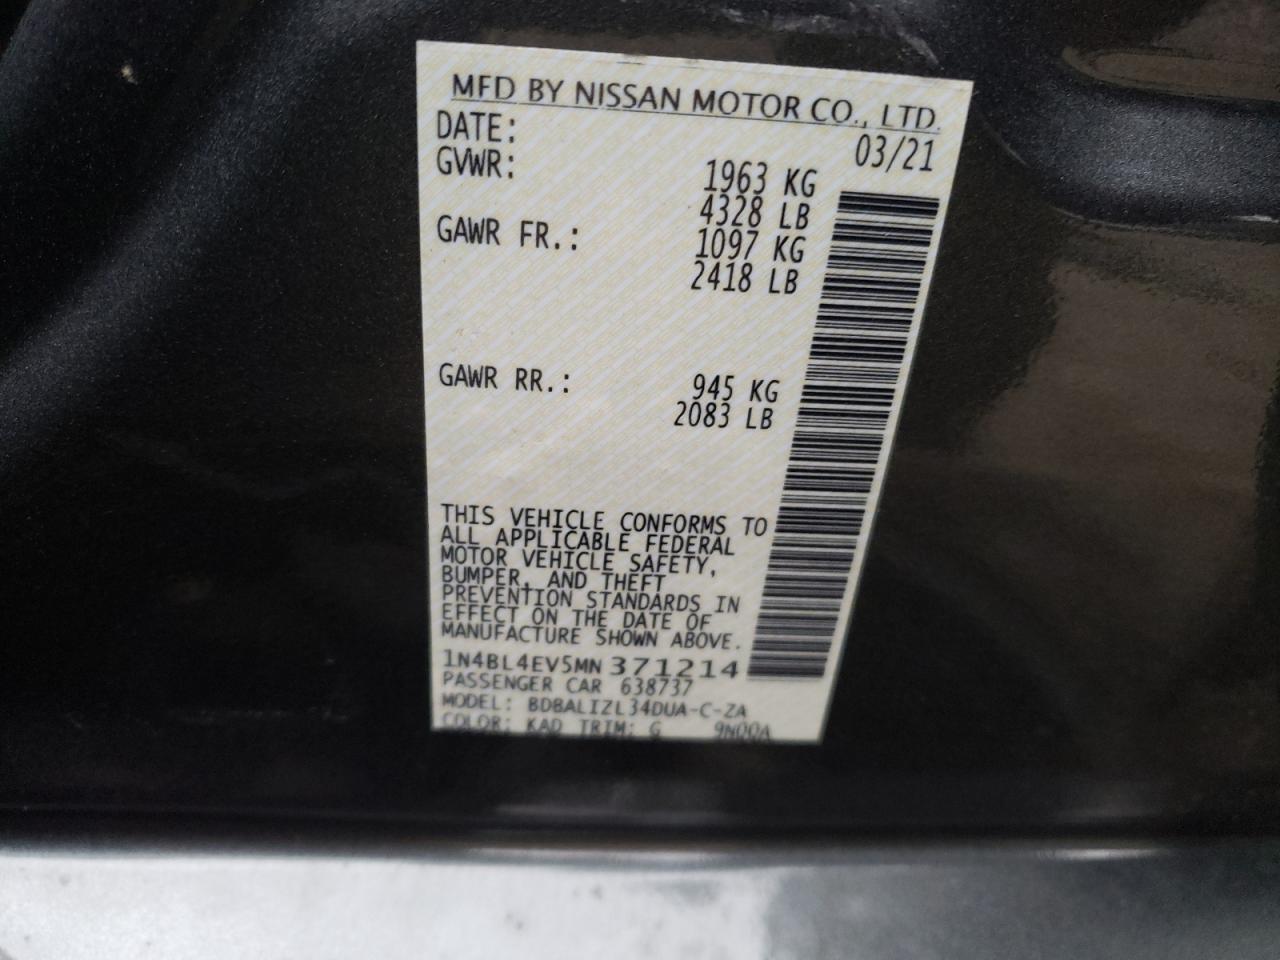 MFD BY NISSAN MOTOR CO., LTD.
DATE: 03/21
GVWR: 1963 KG
4328 LB
GAWR FR.: 1097 KG
2418 LB
GAWR RR.: 945 KG
2083 LB
THIS VEHICLE CONFORMS TO
ALL APPLICABLE FEDERAL
MOTOR VEHICLE SAFETY,
BUMPER, AND THEFT
PREVENTION STANDARDS IN
EFFECT ON THE DATE OF
MANUFACTURE SHOWN ABOVE.
1N4BL4EV5MN371214
PASSENGER CAR 638737
MODEL: BDBALIZL34DUA-C-ZA
COLOR: KAD TRIM: G 9N00A